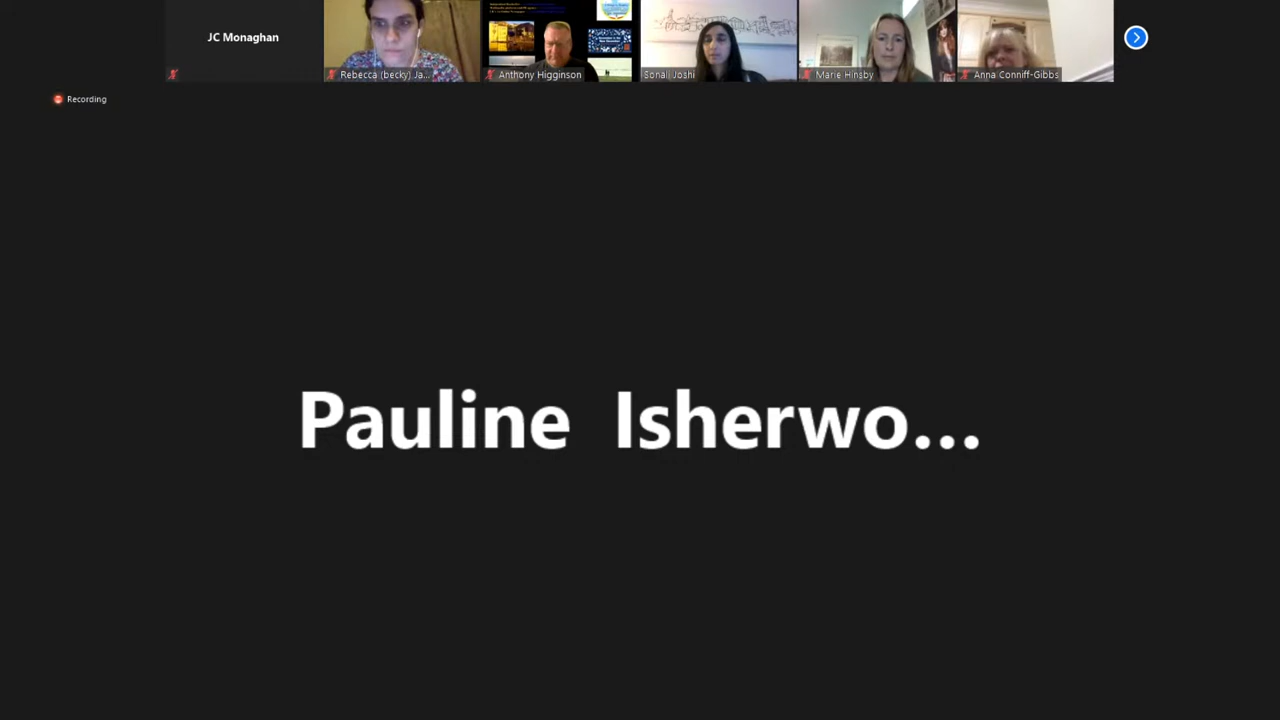 JC Monaghan
Rebecca (becky) Ja...
Anthony Higginson
Sonali Joshi
Marie Hinsby
Anna Conniff-Gibbs
Recording
Pauline Isherwo...